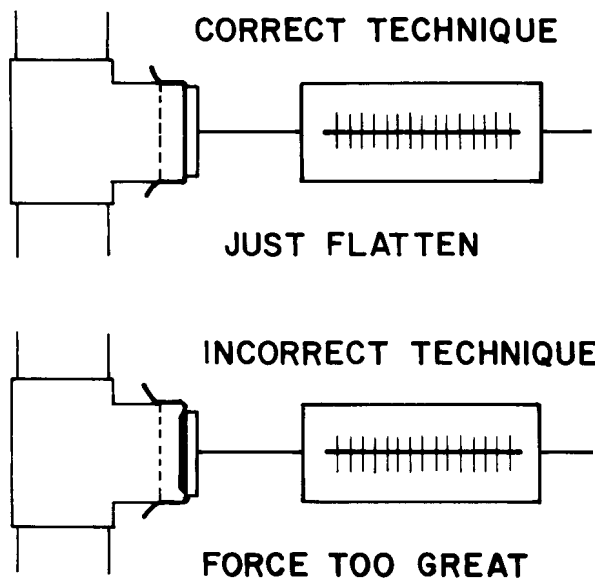 CORRECT TECHNIQUE
JUST FLATTEN
INCORRECT TECHNIQUE
FORCE TOO GREAT